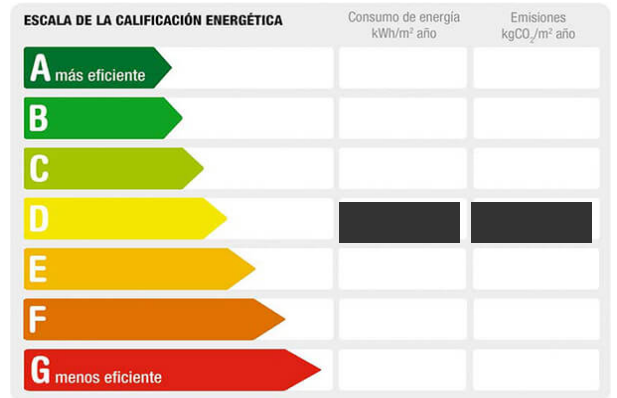 ESCALA DE LA CALIFICACIÓN ENERGÉTICA
Consumo de energía
kWh/m² año
Emisiones
kgCO₂/m² año
A más eficiente
B
C
D
E
F
G menos eficiente